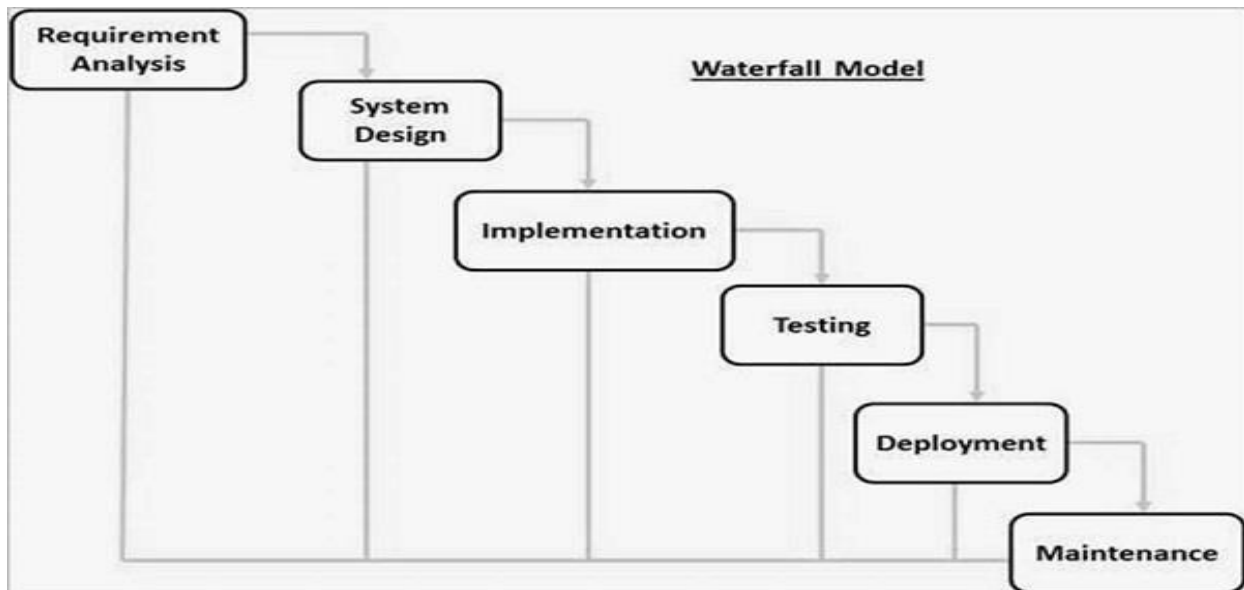 Requirement
Analysis
Waterfall Model
System
Design
Implementation
Testing
Deployment
Maintenance